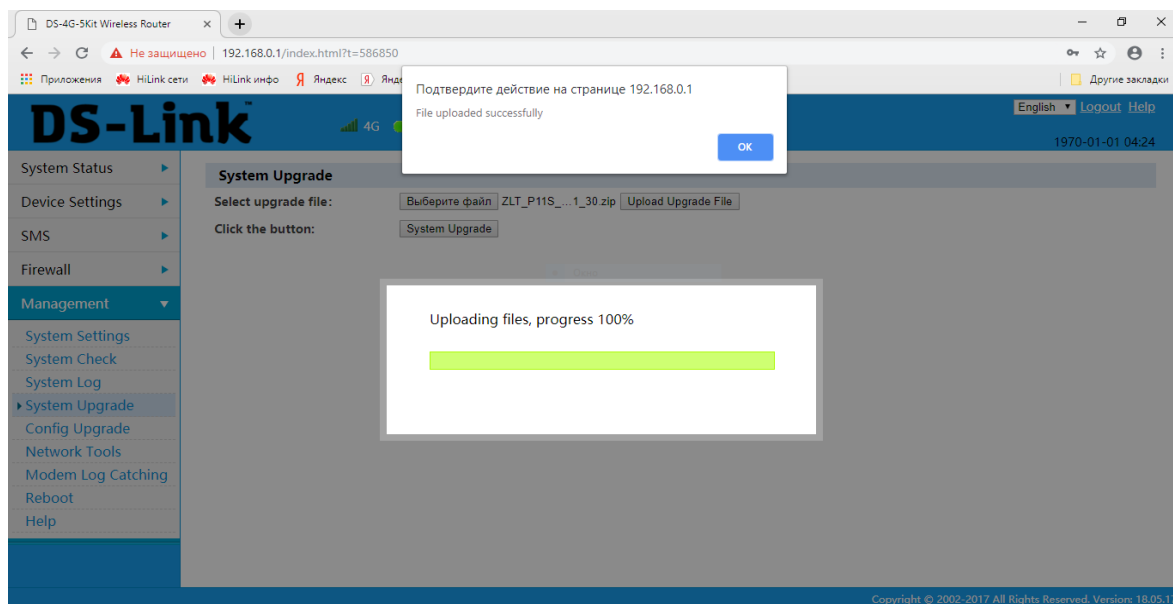 DS-4G-5Kit Wireless Router
Не защищено | 192.168.0.1/index.html?t=586850
Приложения HiLink сети HiLink инфо Яндекс Янде
Другие закладки
Подтвердите действие на странице 192.168.0.1
File uploaded successfully
ОК
DS-Link
4G
English Logout Help
1970-01-01 04:24
System Status
Device Settings
SMS
Firewall
Management
System Settings
System Check
System Log
System Upgrade
Config Upgrade
Network Tools
Modem Log Catching
Reboot
Help
System Upgrade
Select upgrade file: Выберите файл ZLT_P11S_...1_30.zip Upload Upgrade File
Click the button: System Upgrade
Uploading files, progress 100%
Copyright © 2002-2017 All Rights Reserved. Version: 18.05.1